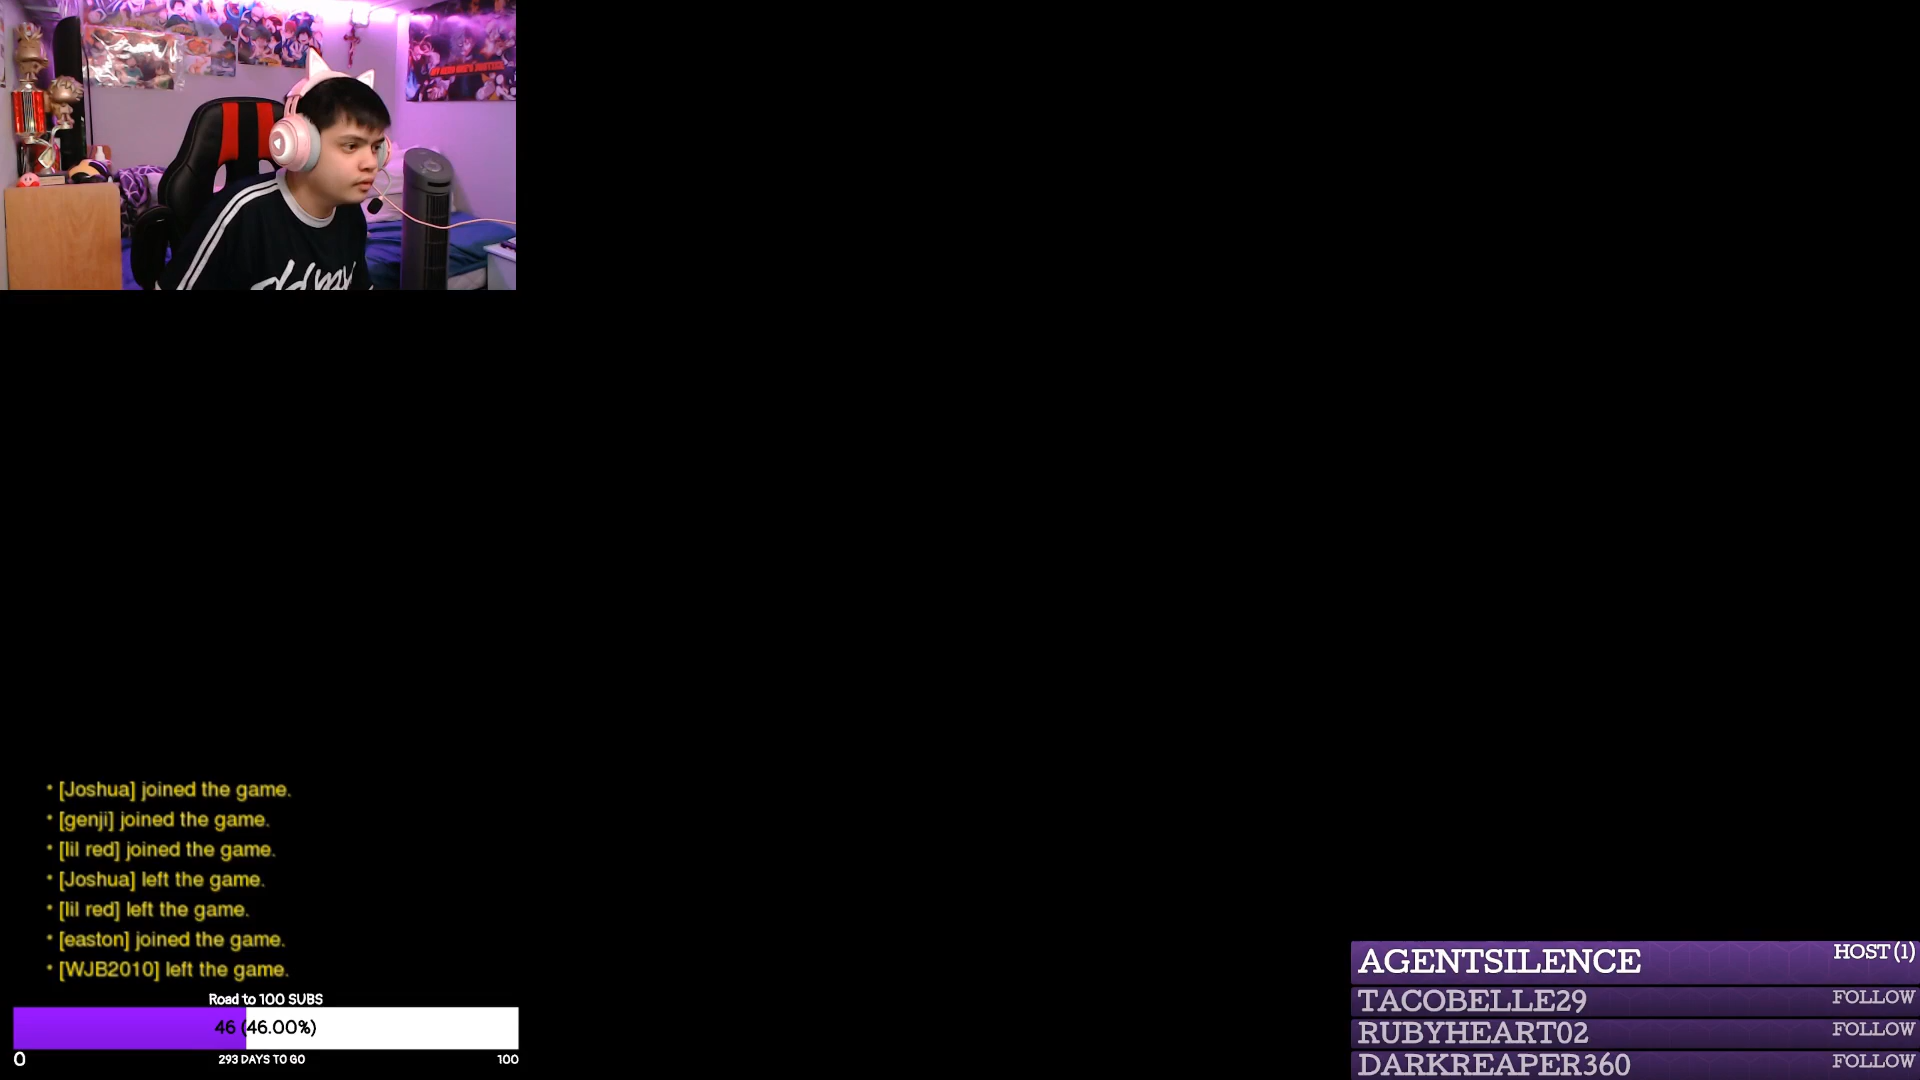 [Joshua] joined the game.
[genji] joined the game.
[lil red] joined the game.
[Joshua] left the game.
[lil red] left the game.
[easton] joined the game.
[WJB2010] left the game.
Road to 100 SUBS
46 (46.00%)
0 293 DAYS TO GO 100
AGENTSILENCE HOST (1)
TACOBELLE29 FOLLOW
RUBYHEART02 FOLLOW
DARKREAPER360 FOLLOW